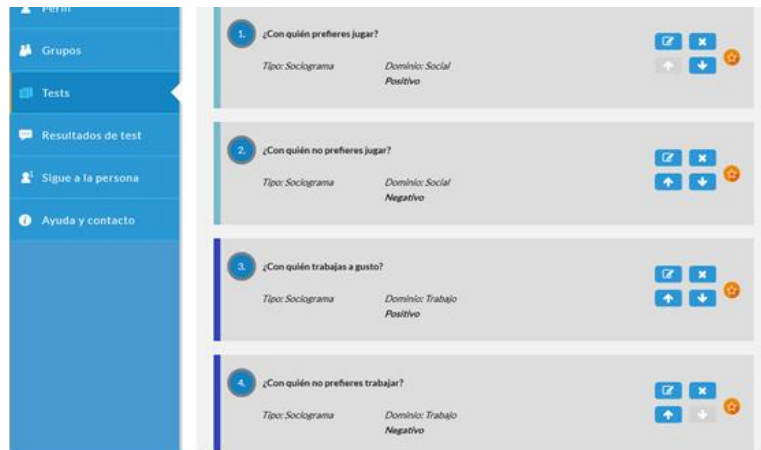 Perfil
Grupos
Tests
Resultados de test
Sigue a la persona
Ayuda y contacto
1. ¿Con quién prefieres jugar?
Tipo: Sociograma Dominio: Social
Positivo
2. ¿Con quién no prefieres jugar?
Tipo: Sociograma Dominio: Social
Negativo
3. ¿Con quién trabajas a gusto?
Tipo: Sociograma Dominio: Trabajo
Positivo
4. ¿Con quién no prefieres trabajar?
Tipo: Sociograma Dominio: Trabajo
Negativo